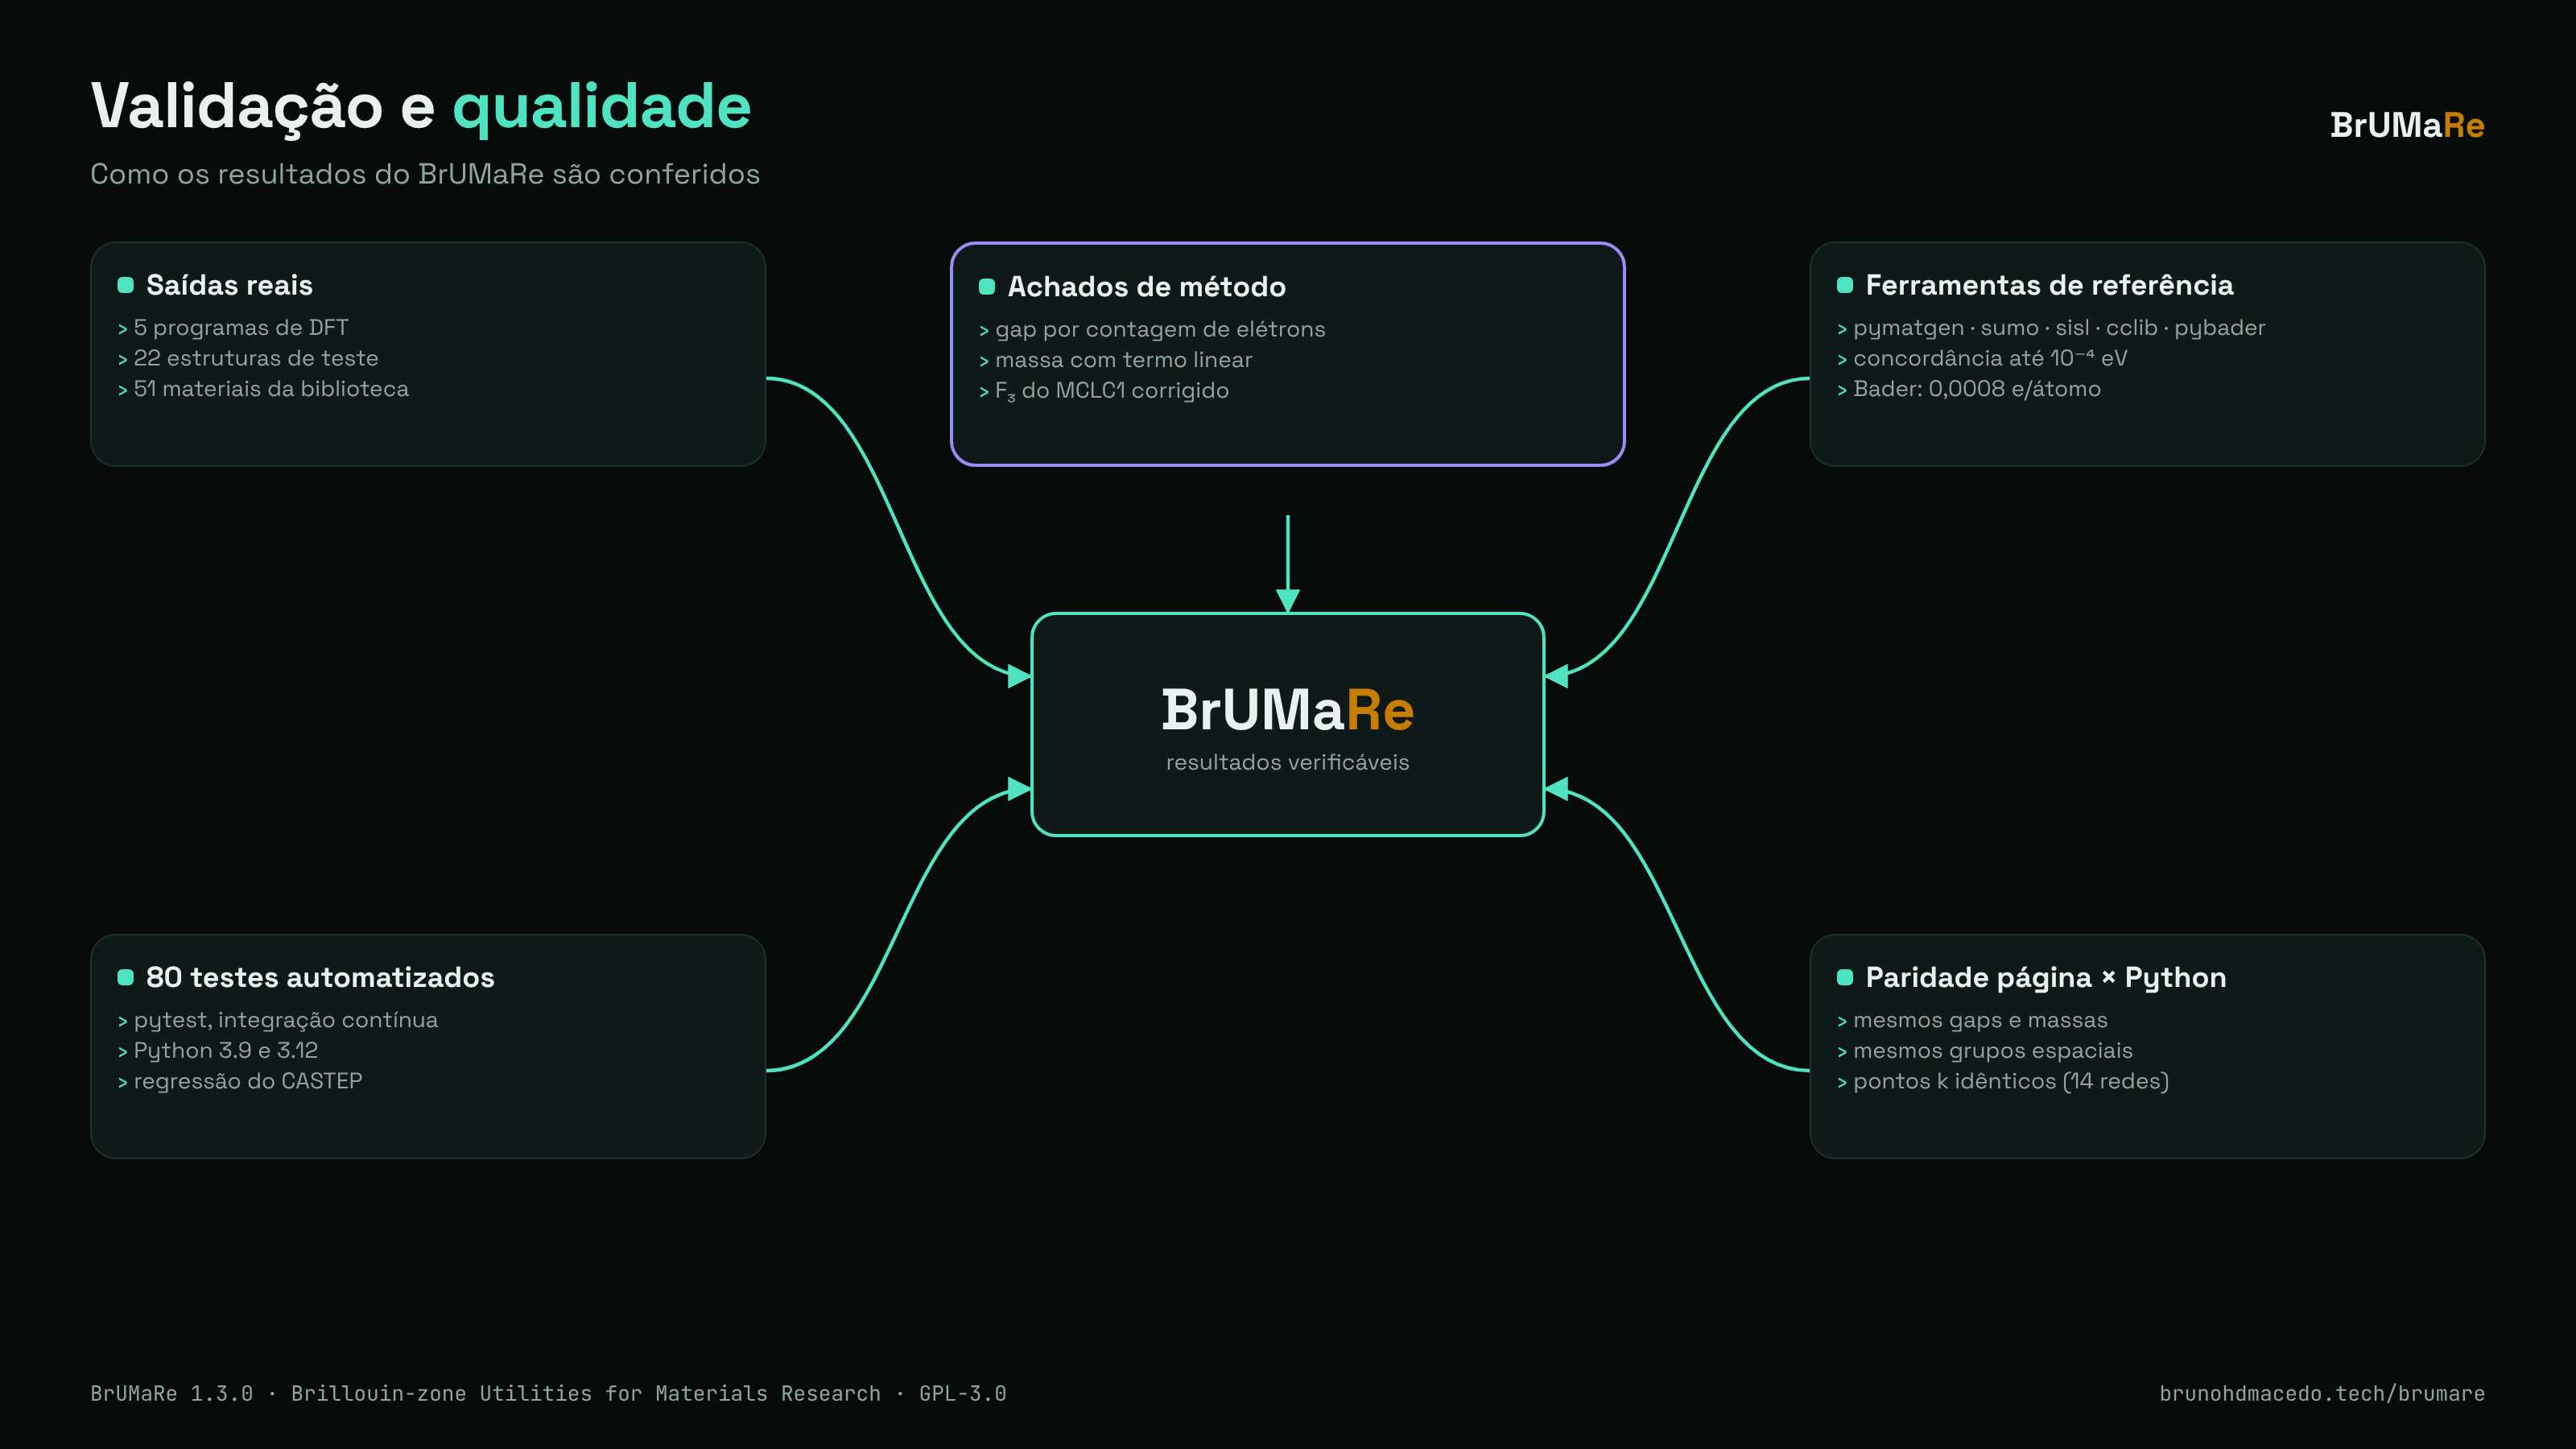 Validação e qualidade
Como os resultados do BrUMaRe são conferidos
BrUMaRe
Saídas reais
> 5 programas de DFT
> 22 estruturas de teste
> 51 materiais da biblioteca
Achados de método
> gap por contagem de elétrons
> massa com termo linear
> F₃ do MCLC1 corrigido
Ferramentas de referência
> pymatgen · sumo · sisl · cclib · pybader
> concordância até 10⁻⁴ eV
> Bader: 0,0008 e/átomo
BrUMaRe
resultados verificáveis
80 testes automatizados
> pytest, integração contínua
> Python 3.9 e 3.12
> regressão do CASTEP
Paridade página × Python
> mesmos gaps e massas
> mesmos grupos espaciais
> pontos k idênticos (14 redes)
BrUMaRe 1.3.0 · Brillouin-zone Utilities for Materials Research · GPL-3.0
brunohdmacedo.tech/brumare